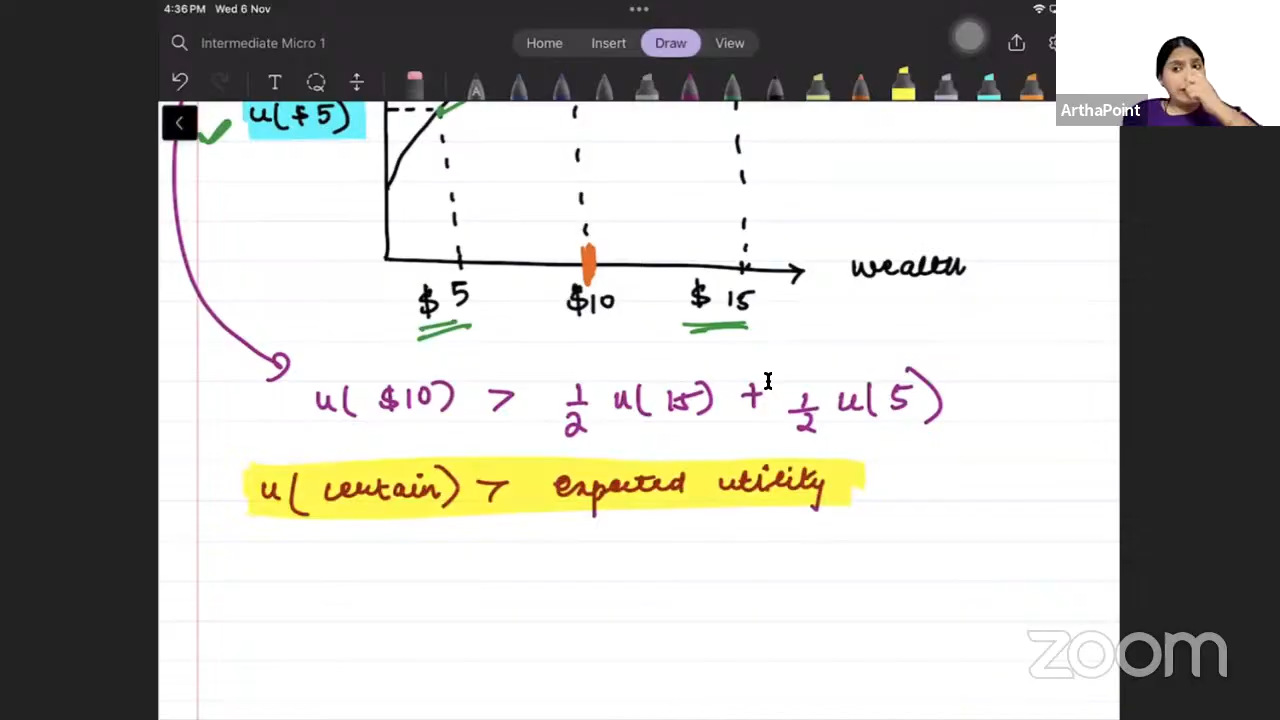 4:36 PM Wed 6 Nov
Intermediate Micro 1
Home Insert Draw View
ArthaPoint
u($5)
wealth
$5 $10 $ 15
u( $10) > 1/2 u(15) + 1/2 u(5)
u( certain) > expected utility
zoom